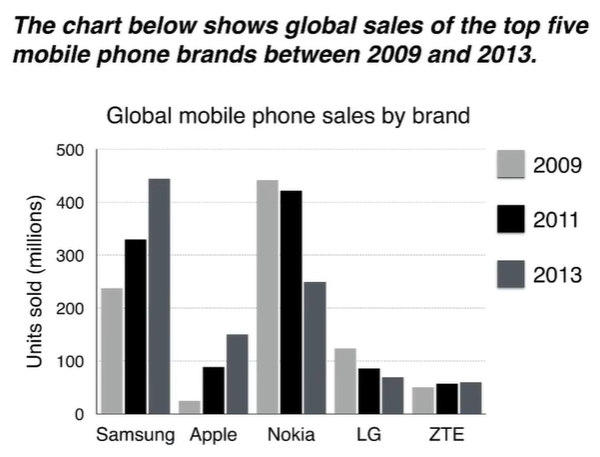 The chart below shows global sales of the top five
mobile phone brands between 2009 and 2013.
Global mobile phone sales by brand
500
400
300
200
100
0
Units sold (millions)
Samsung Apple Nokia LG ZTE
2009
2011
2013